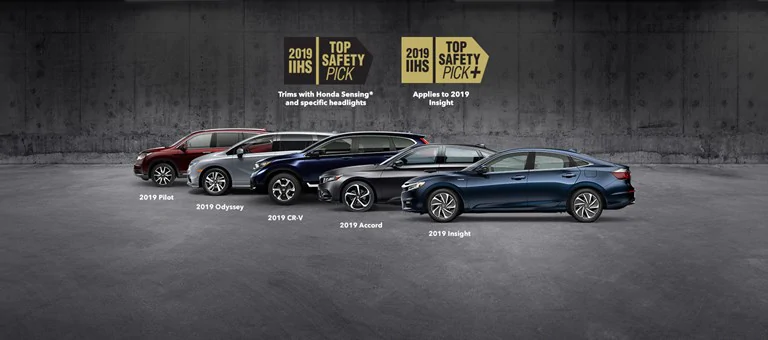 2019
IIHS
TOP
SAFETY
PICK
2019
IIHS
TOP
SAFETY
PICK+
Trims with Honda Sensing®
and specific headlights
Applies to 2019
Insight
2019 Pilot
2019 Odyssey
2019 CR-V
2019 Accord
2019 Insight